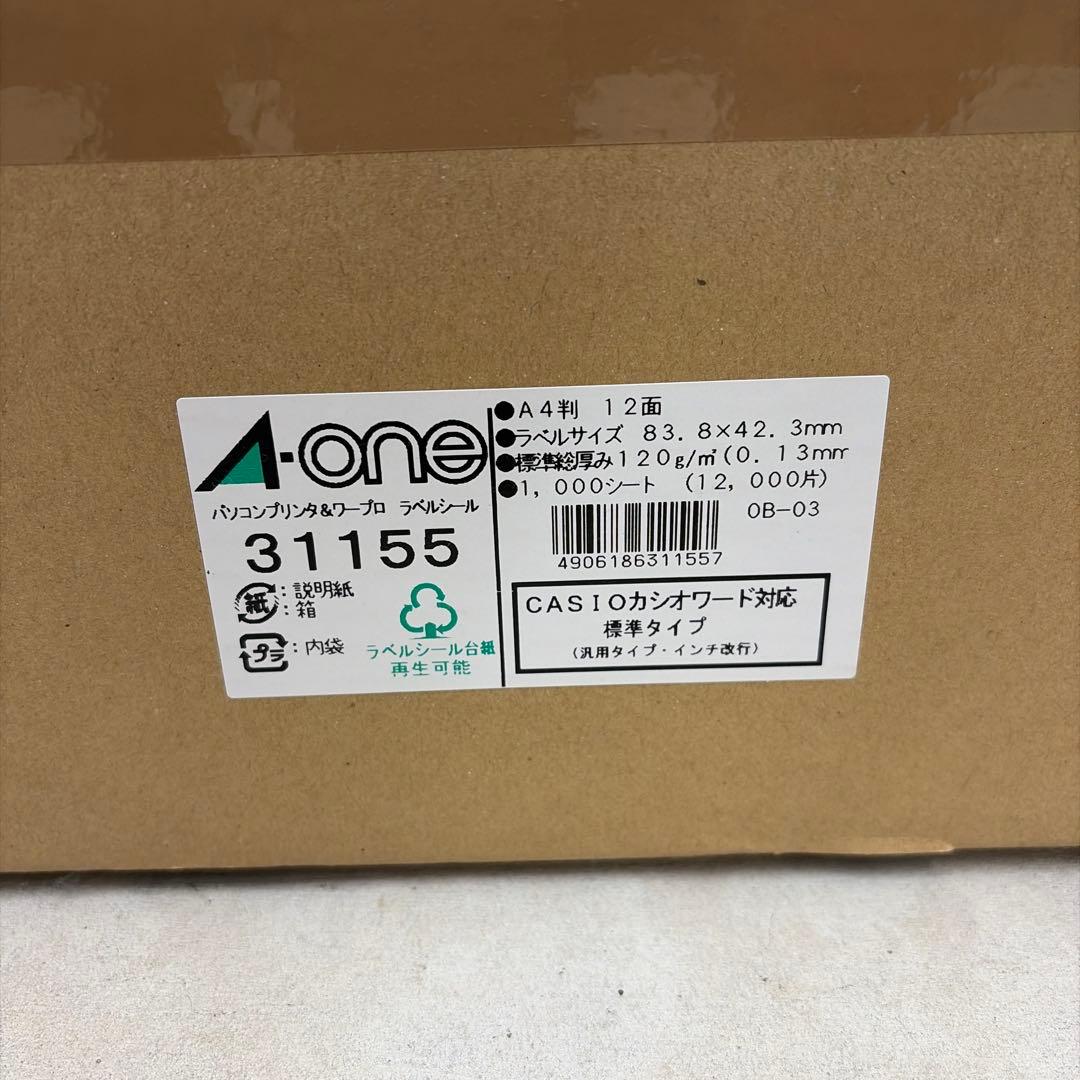 A-one
パソコンプリンタ&ワープロ ラベルシール
31155
紙:説明紙
:箱
プラ:内袋
ラベルシール台紙
再生可能
●A4判 12面
●ラベルサイズ 83.8×42.3mm
●標準総厚み120g/㎡(0.13mm
●1,000シート (12,000片)
OB-03
4906186311557
CASIOカシオワード対応
標準タイプ
(汎用タイプ・インチ改行)